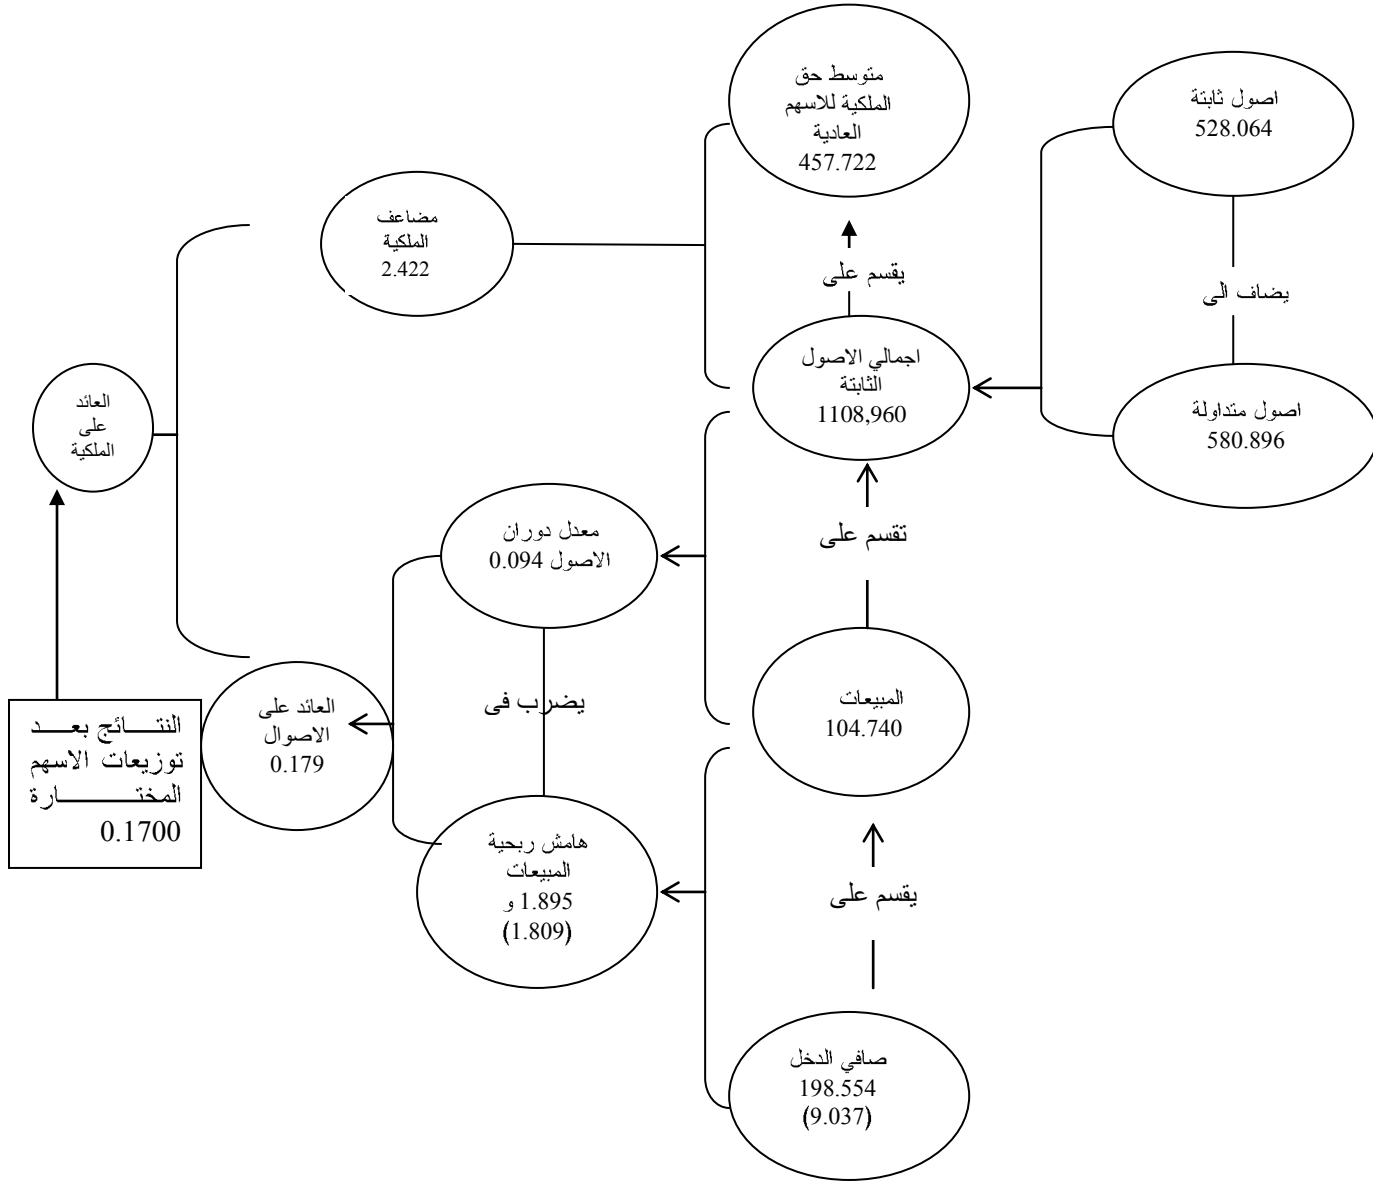 متوسط حق
الملكية للاسهم
العادية
457.722
اصول ثابتة
528.064
مضاعف
الملكية
2.422
يقسم على
يضاف الى
اجمالي الاصول
الثابتة
1108,960
اصول متداولة
580.896
العائد
على
الملكية
معدل دوران
الاصول 0.094
تقسم على
النتائج بعد
توزيعات الاسهم
المختارة
0.1700
العائد على
الاصوال
0.179
يضرب فى
المبيعات
104.740
هامش ربحية
المبيعات
1.895 و
(1.809)
يقسم على
صافي الدخل
198.554
(9.037)